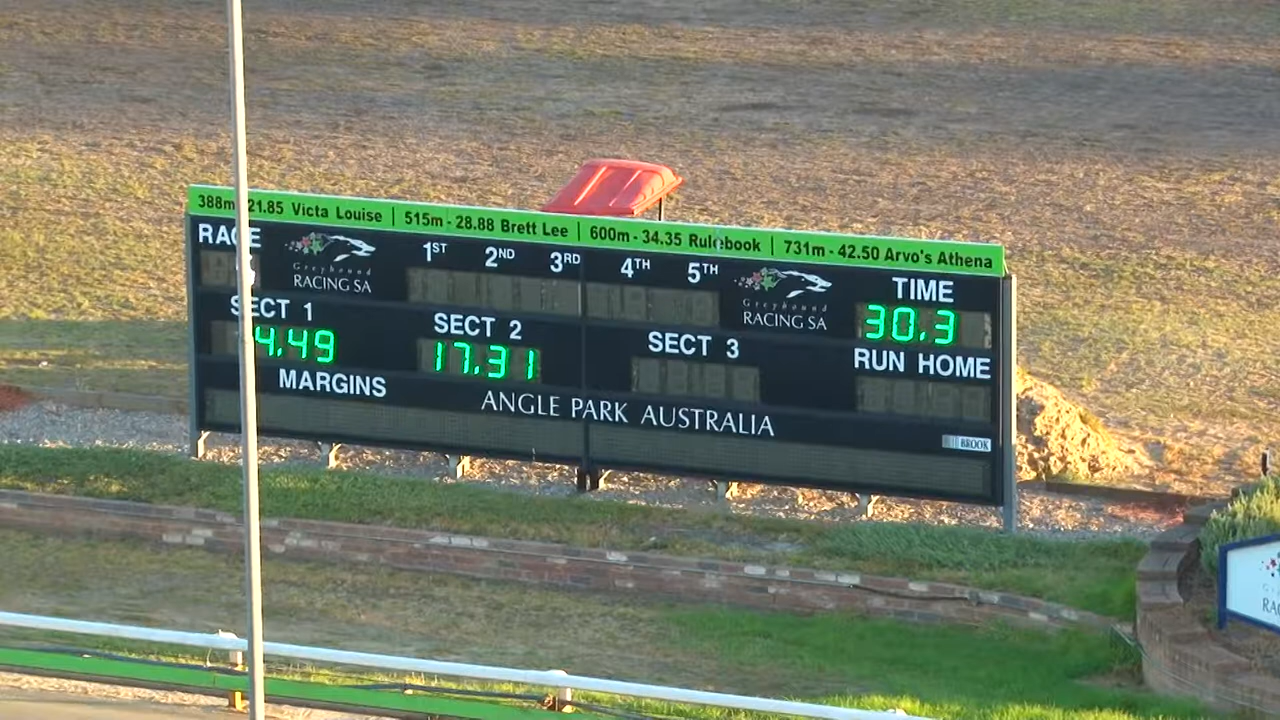 388m 21.85 Victa Louise | 515m - 28.88 Brett Lee | 600m - 34.35 Rulebook | 731m - 42.50 Arvo's Athena
RACE
Greyhound
RACING SA
1ST 2ND 3RD 4TH 5TH
Greyhound
RACING SA
TIME
30.3
SECT 1
4.49
SECT 2
17.31
SECT 3
RUN HOME
MARGINS
ANGLE PARK AUSTRALIA
BROOK